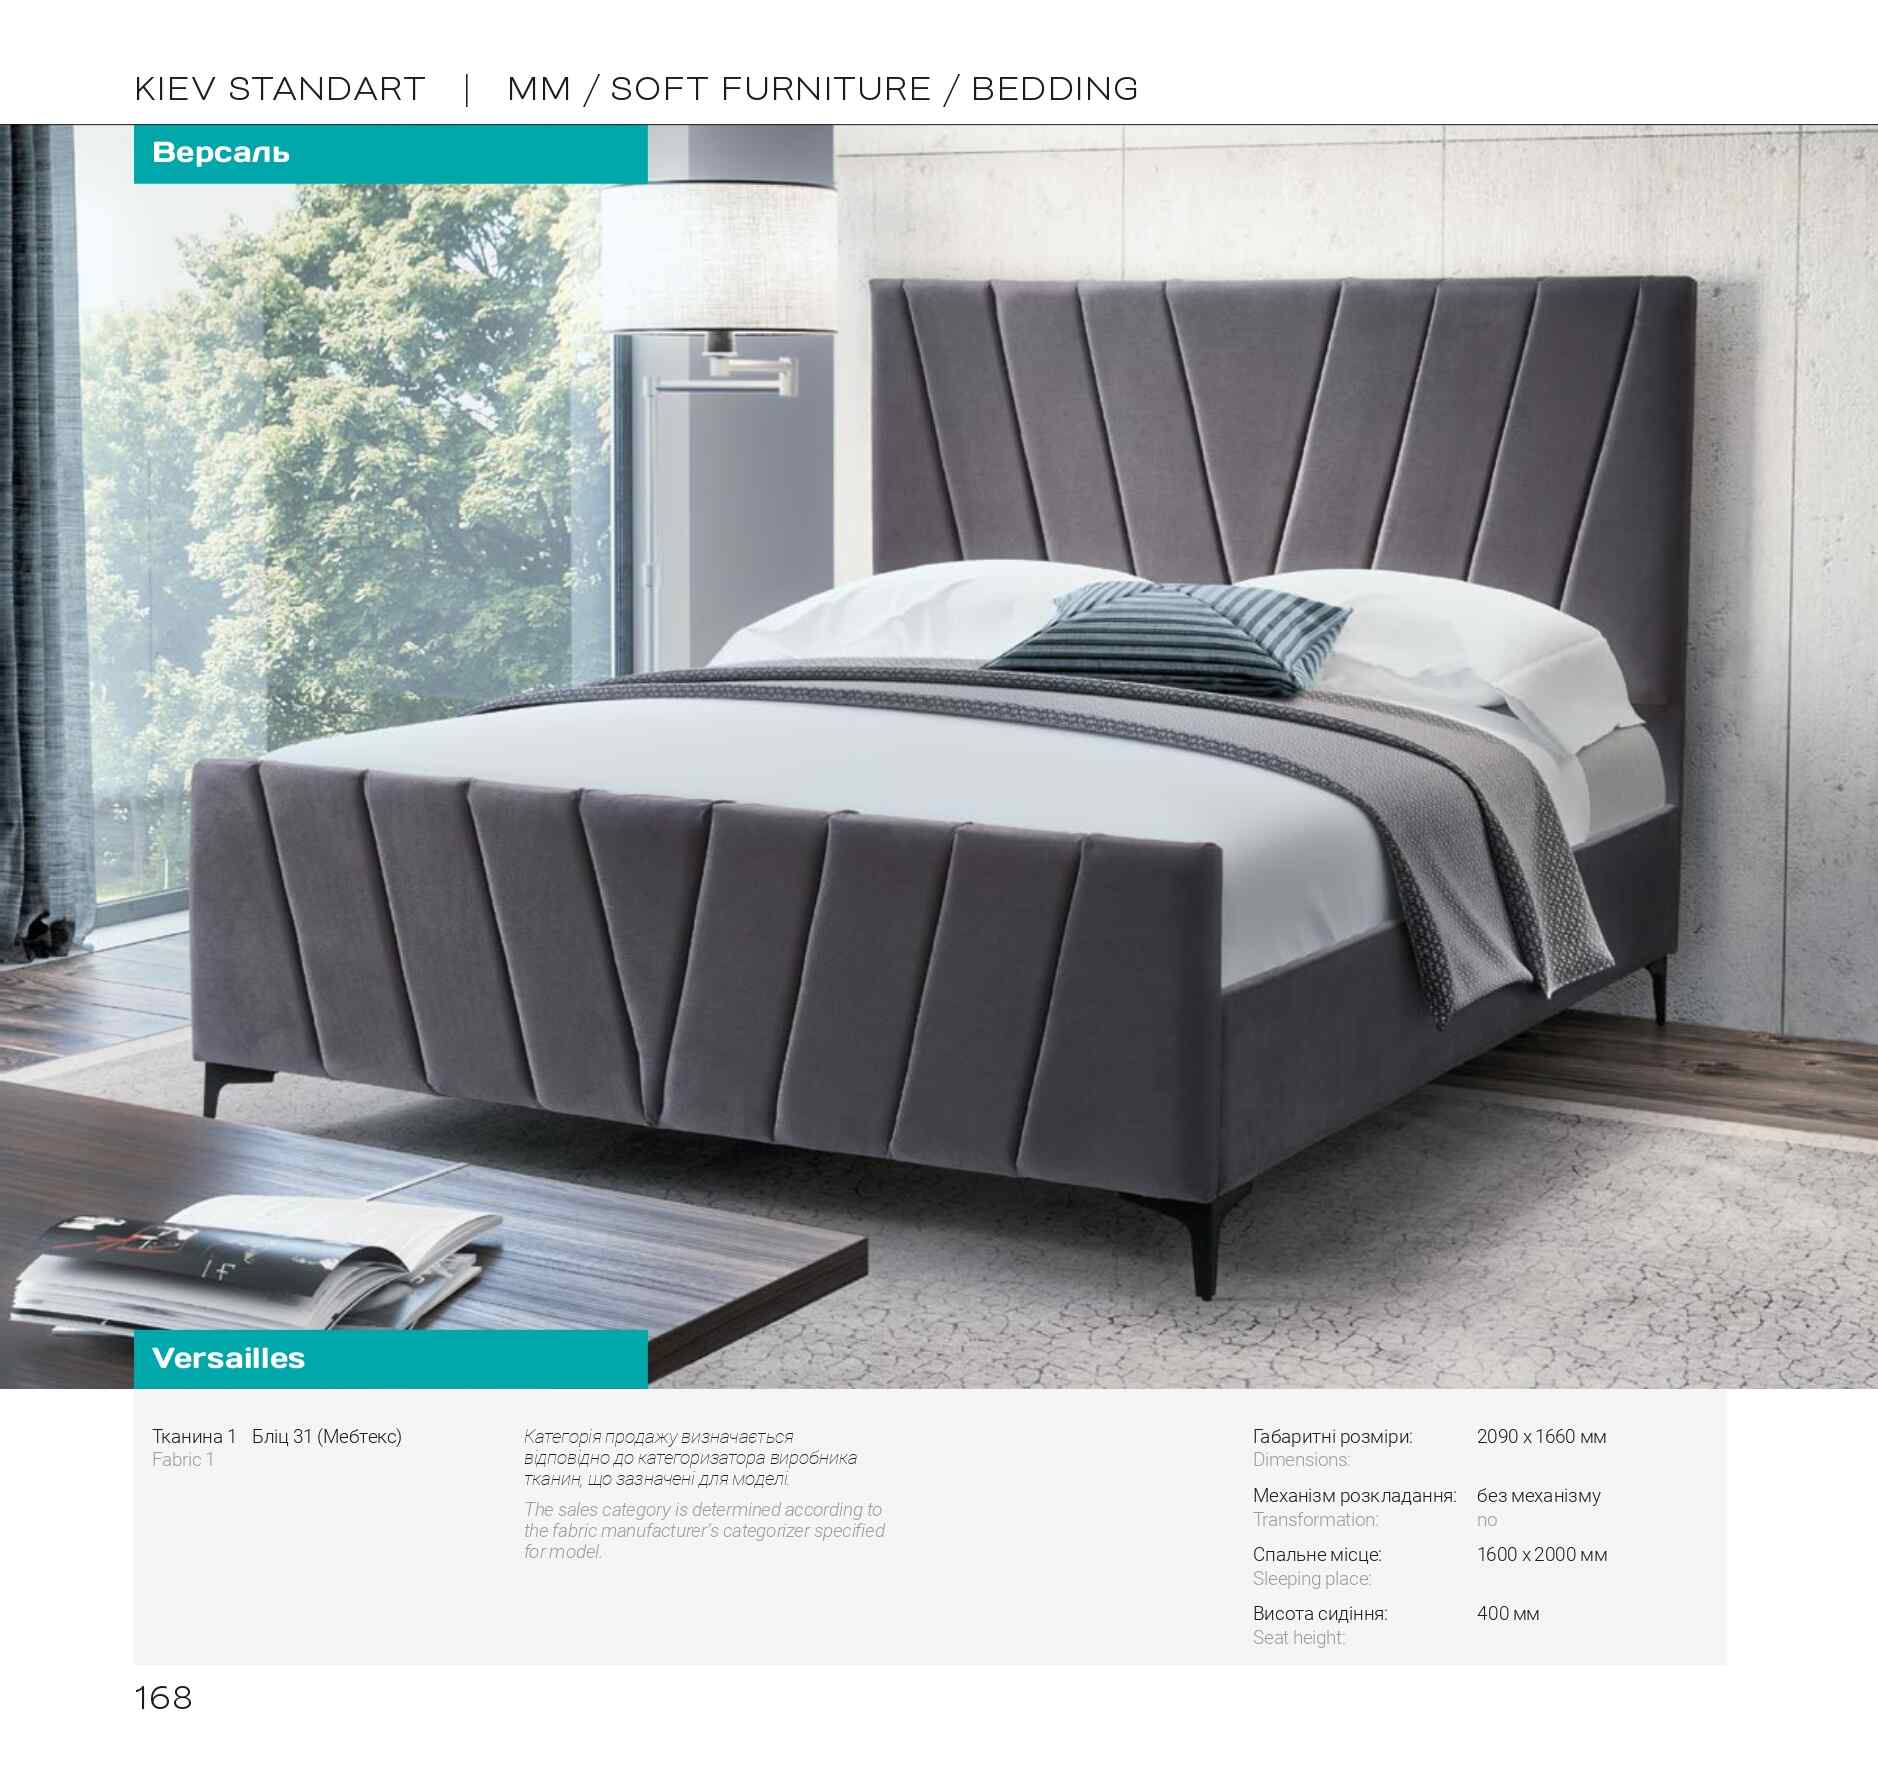 KIEV STANDART | MM / SOFT FURNITURE / BEDDING
Версаль
Versailles
Тканина 1 Бліц 31 (Мебтекс)
Fabric 1
Категорія продажу визначається
відповідно до категоризатора виробника
тканин, що зазначені для моделі.
The sales category is determined according to
the fabric manufacturer's categorizer specified
for model.
Габаритні розміри: 2090 x 1660 мм
Dimensions:
Механізм розкладання: без механізму
Transformation: no
Спальне місце: 1600 x 2000 мм
Sleeping place:
Висота сидіння: 400 мм
Seat height:
168